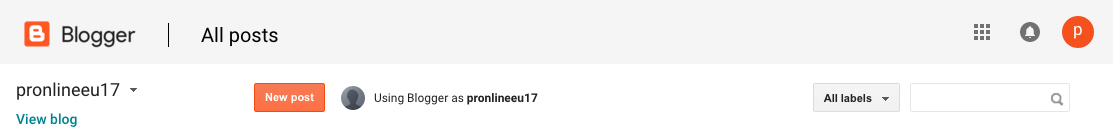 Blogger All posts p
pronlineeu17 New post Using Blogger as pronlineeu17 All labels
View blog